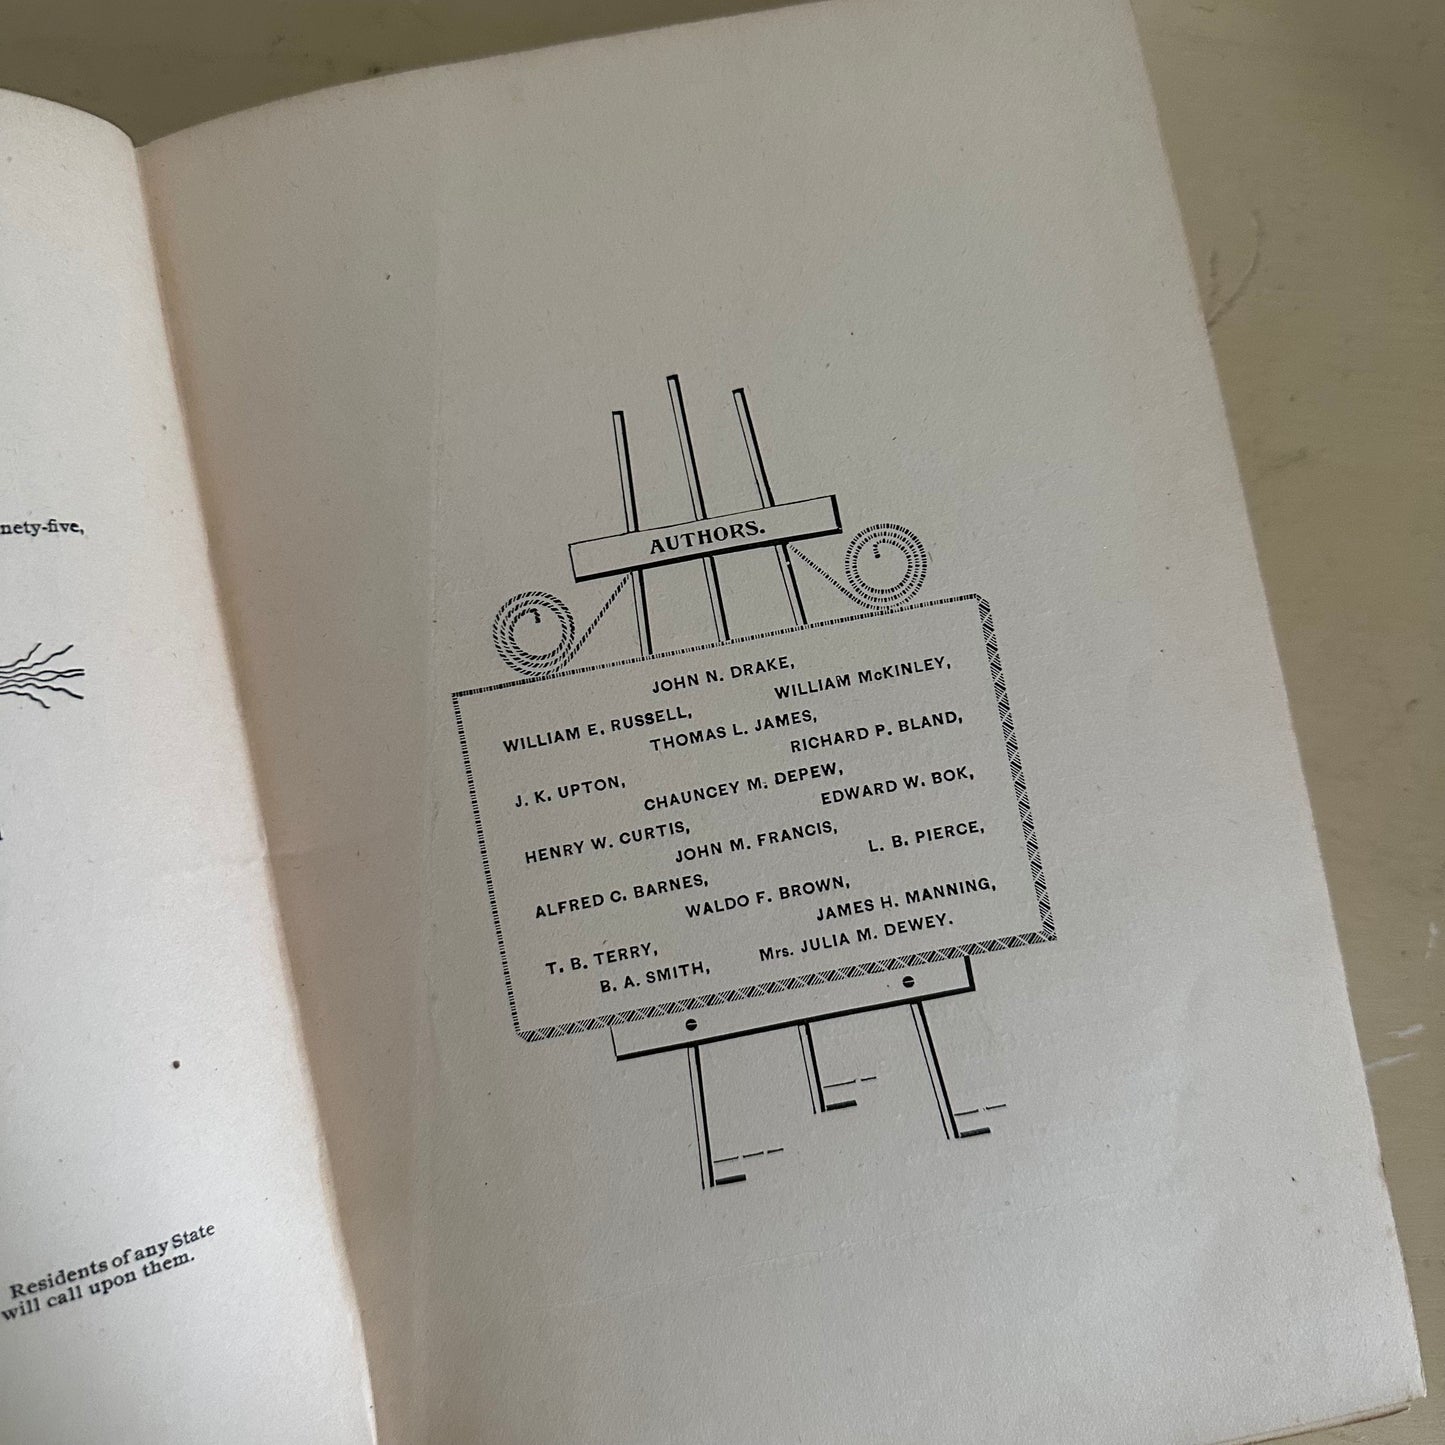 nety-five,
Residents of any State
will call upon them.
AUTHORS.
JOHN N. DRAKE,
WILLIAM McKINLEY,
WILLIAM E. RUSSELL,
THOMAS L. JAMES,
RICHARD P. BLAND,
J. K. UPTON,
CHAUNCEY M. DEPEW,
EDWARD W. BOK,
HENRY W. CURTIS,
JOHN M. FRANCIS,
L. B. PIERCE,
ALFRED C. BARNES,
WALDO F. BROWN,
JAMES H. MANNING,
T. B. TERRY,
B. A. SMITH,
Mrs. JULIA M. DEWEY.